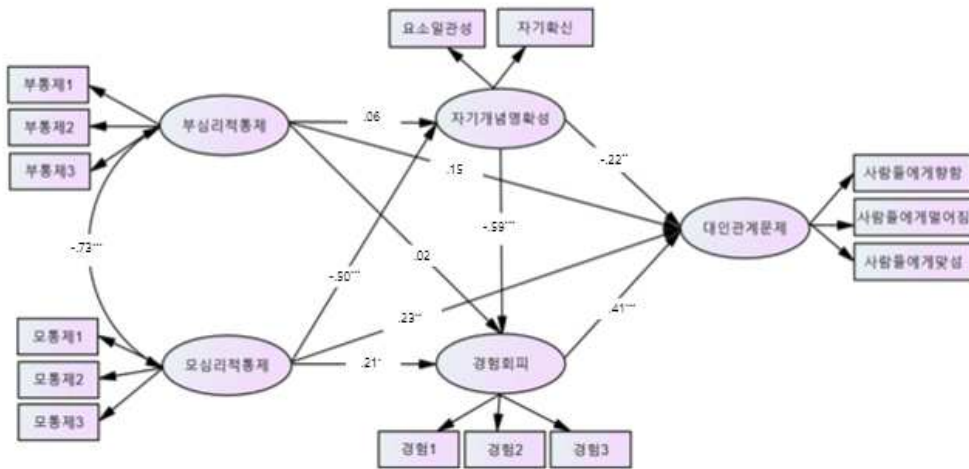 요소일관성
자기확신
부통제1
부통제2
부통제3
부심리적통제
자기개념명확성
.06
.15
-.22**
-.73***
-.59***
.02
-.50***
.23**
.21*
.41***
대인관계문제
사람들에게향함
사람들에게멀어짐
사람들에게맞섬
모통제1
모통제2
모통제3
모심리적통제
경험회피
경험1
경험2
경험3